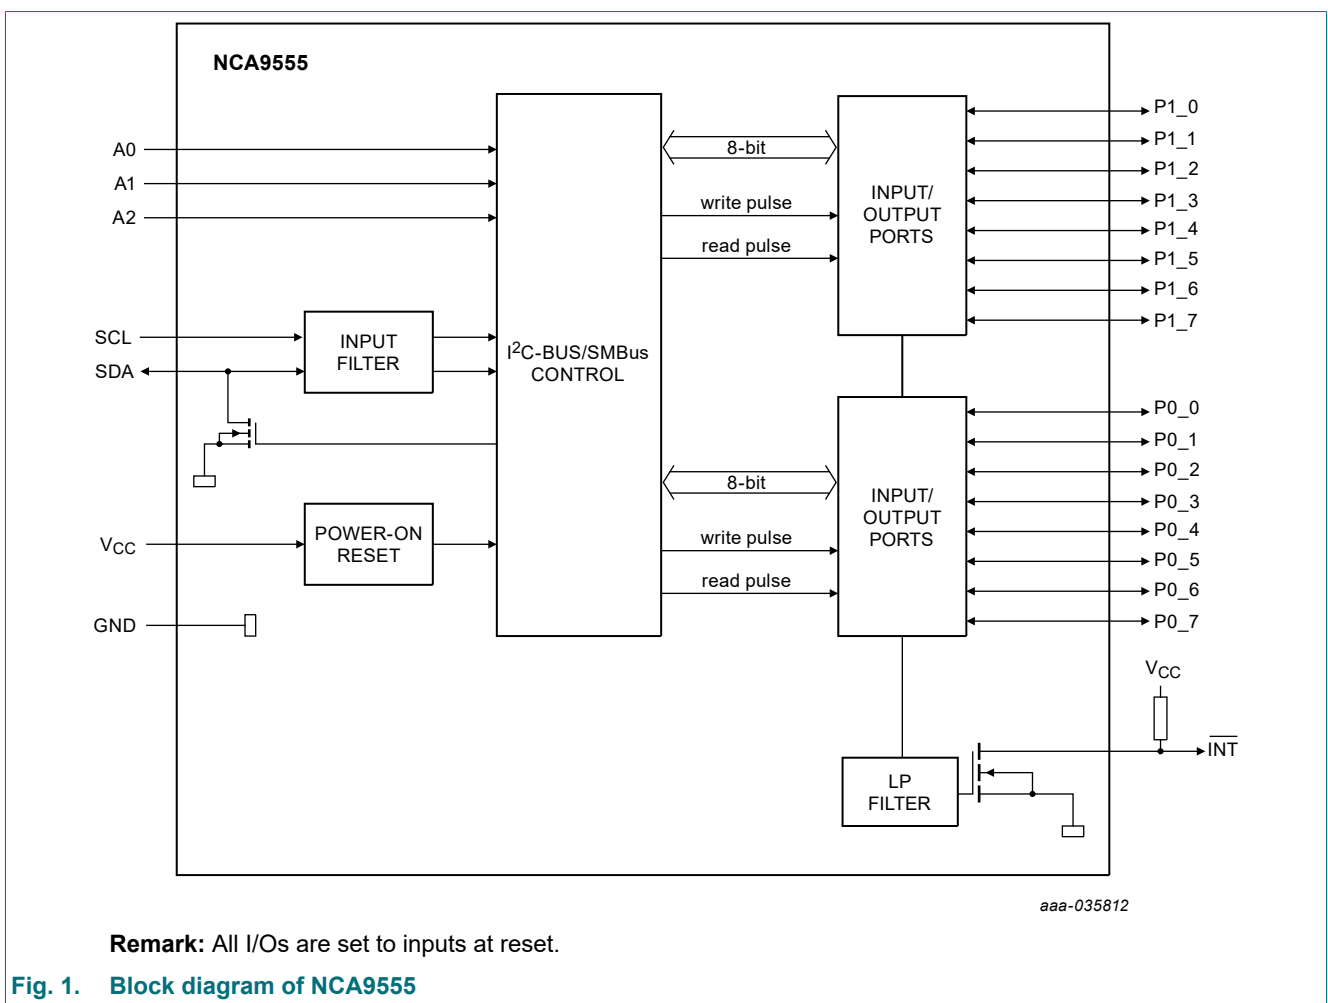 NCA9555
A0
A1
A2
SCL
SDA
VCC
GND
INPUT
FILTER
POWER-ON
RESET
I2C-BUS/SMBus
CONTROL
8-bit
write pulse
read pulse
8-bit
write pulse
read pulse
INPUT/
OUTPUT
PORTS
INPUT/
OUTPUT
PORTS
LP
FILTER
P1_0
P1_1
P1_2
P1_3
P1_4
P1_5
P1_6
P1_7
P0_0
P0_1
P0_2
P0_3
P0_4
P0_5
P0_6
P0_7
VCC
INT
aaa-035812
Remark: All I/Os are set to inputs at reset.
Fig. 1. Block diagram of NCA9555